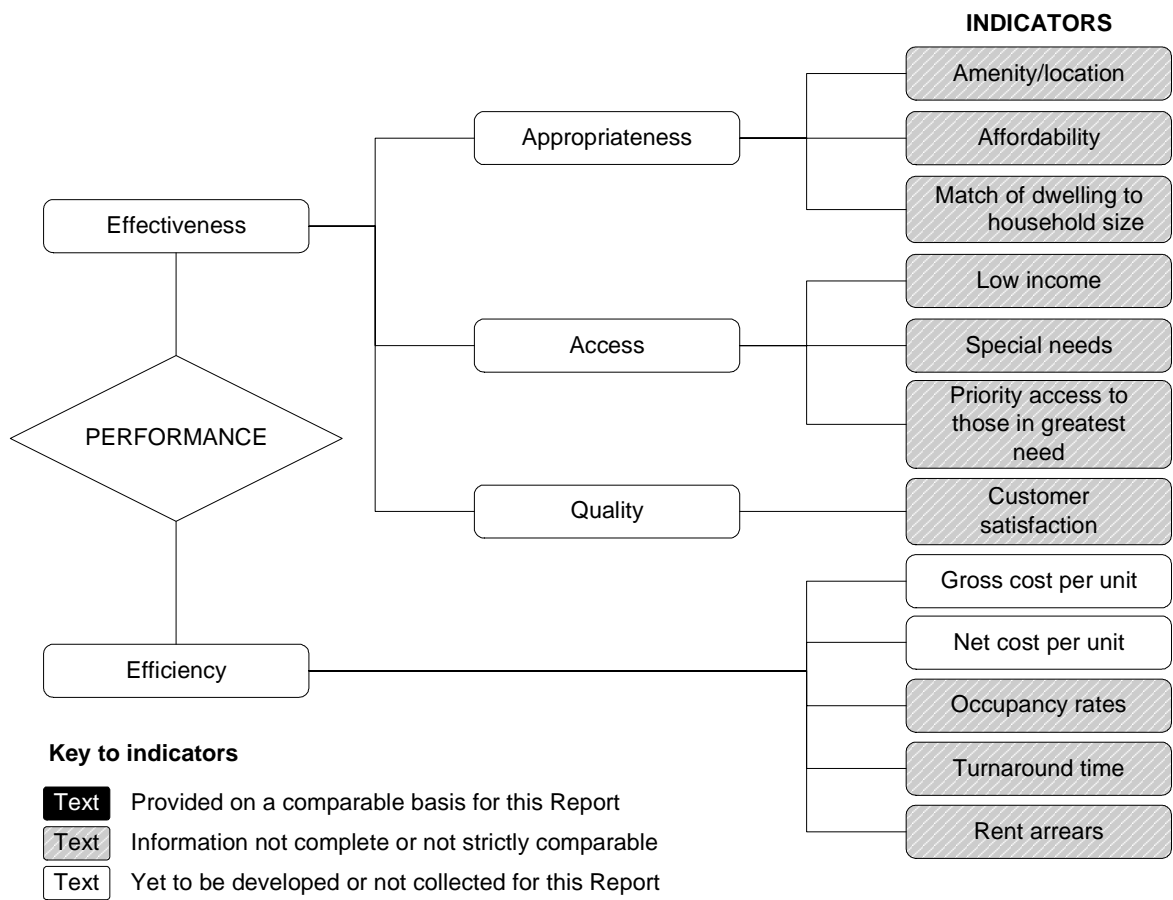 INDICATORS
Amenity/location
Appropriateness
Affordability
Match of dwelling to
household size
Effectiveness
Low income
Access
Special needs
Priority access to
those in greatest
need
PERFORMANCE
Quality
Customer
satisfaction
Gross cost per unit
Net cost per unit
Efficiency
Occupancy rates
Turnaround time
Rent arrears
Key to indicators
Text Provided on a comparable basis for this Report
Text Information not complete or not strictly comparable
Text Yet to be developed or not collected for this Report